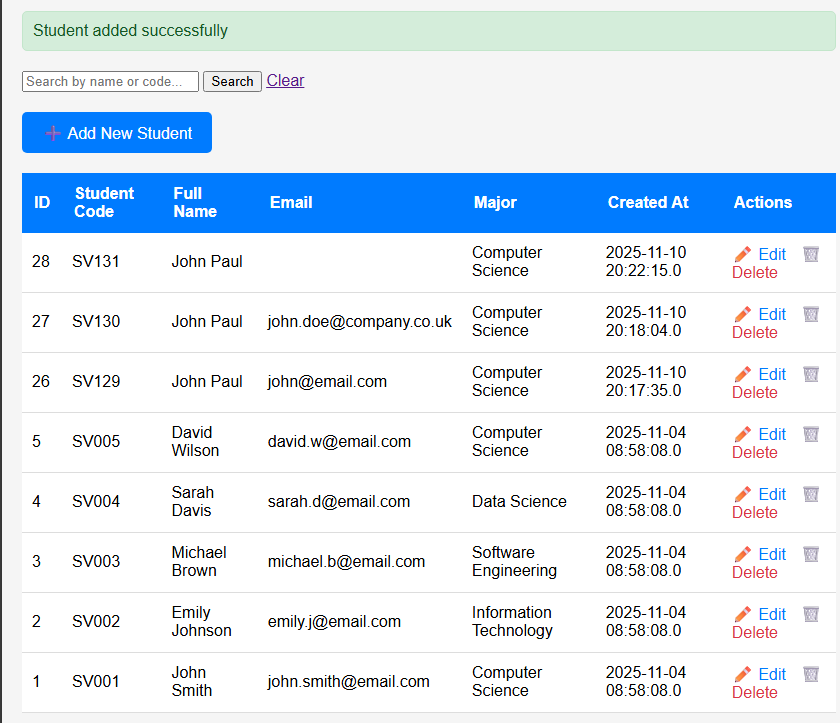 Student added successfully
Search by name or code... Search Clear
Add New Student
ID Student Code Full Name Email Major Created At Actions
28 SV131 John Paul Computer Science 2025-11-10 20:22:15.0 Edit Delete
27 SV130 John Paul john.doe@company.co.uk Computer Science 2025-11-10 20:18:04.0 Edit Delete
26 SV129 John Paul john@email.com Computer Science 2025-11-10 20:17:35.0 Edit Delete
5 SV005 David Wilson david.w@email.com Computer Science 2025-11-04 08:58:08.0 Edit Delete
4 SV004 Sarah Davis sarah.d@email.com Data Science 2025-11-04 08:58:08.0 Edit Delete
3 SV003 Michael Brown michael.b@email.com Software Engineering 2025-11-04 08:58:08.0 Edit Delete
2 SV002 Emily Johnson emily.j@email.com Information Technology 2025-11-04 08:58:08.0 Edit Delete
1 SV001 John Smith john.smith@email.com Computer Science 2025-11-04 08:58:08.0 Edit Delete